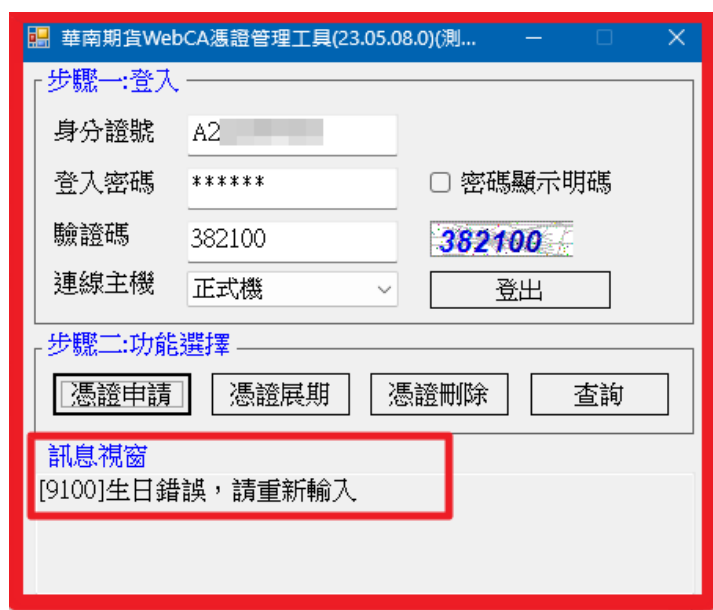 華南期貨WebCA憑證管理工具(23.05.08.0)(測...
步驟一:登入
身分證號 A2
登入密碼 ****** 密碼顯示明碼
驗證碼 382100 382100
連線主機 正式機 登出
步驟二:功能選擇
憑證申請 憑證展期 憑證刪除 查詢
訊息視窗
[9100]生日錯誤，請重新輸入